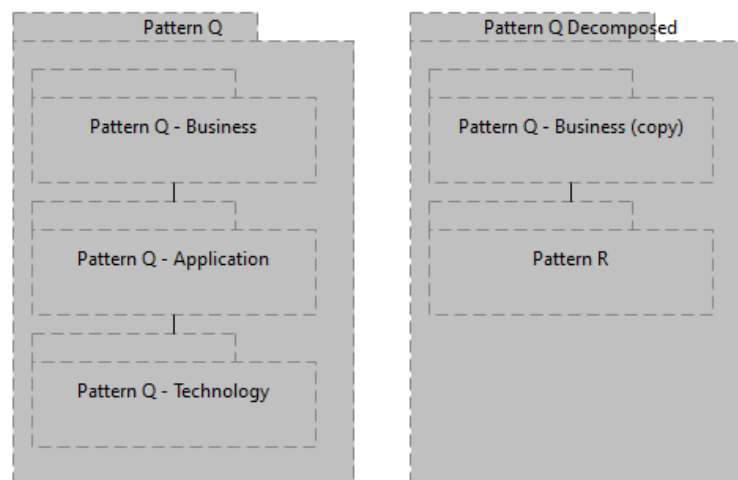 Pattern Q
Pattern Q - Business
Pattern Q - Application
Pattern Q - Technology
Pattern Q Decomposed
Pattern Q - Business (copy)
Pattern R